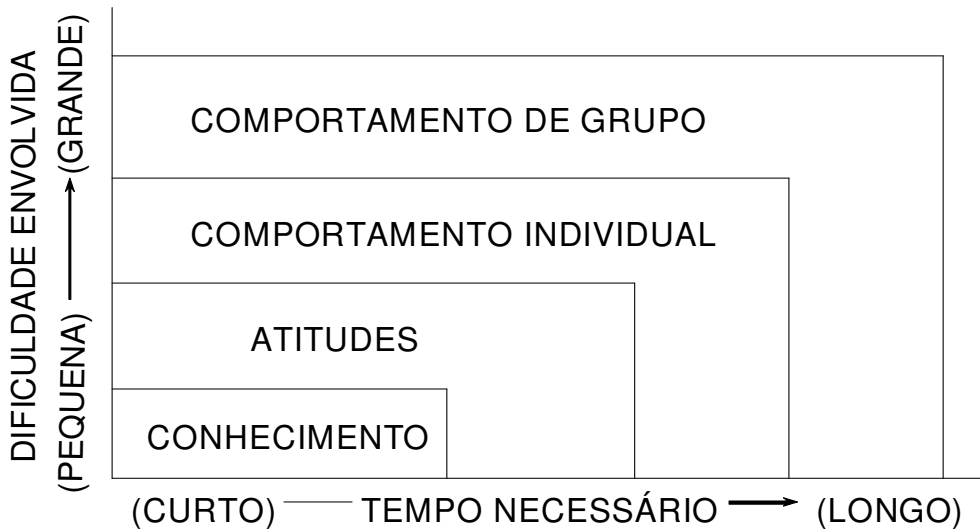 DIFICULDADE ENVOLVIDA
(PEQUENA) (GRANDE)
COMPORTAMENTO DE GRUPO
COMPORTAMENTO INDIVIDUAL
ATITUDES
CONHECIMENTO
(CURTO) TEMPO NECESSÁRIO (LONGO)